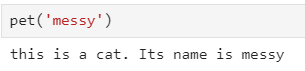 pet('messy')
this is a cat. Its name is messy